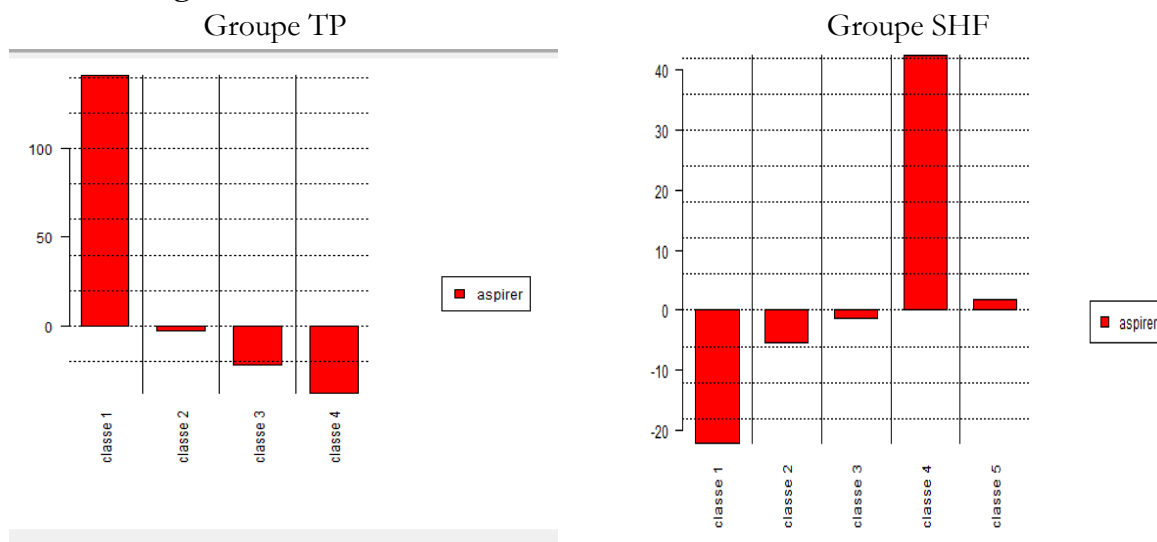 Groupe TP
Groupe SHF
100
50
0
classe 1
classe 2
classe 3
classe 4
aspirer
40
30
20
10
0
-10
-20
classe 1
classe 2
classe 3
classe 4
classe 5
aspirer